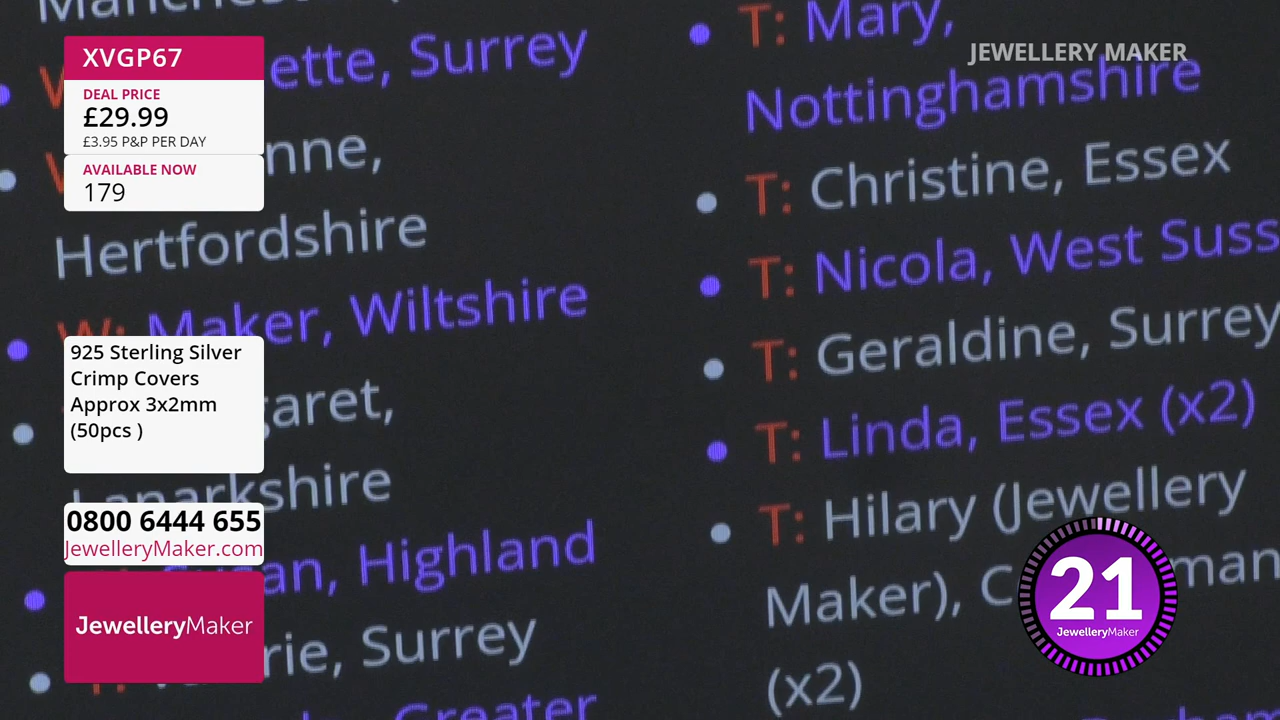 XVGP67
DEAL PRICE
£29.99
£3.95 P&P PER DAY
AVAILABLE NOW
179
925 Sterling Silver
Crimp Covers
Approx 3x2mm
(50pcs )
0800 6444 655
JewelleryMaker.com
JewelleryMaker
ette, Surrey
nne,
Hertfordshire
W: Maker, Wiltshire
garet,
Lanarkshire
Susan, Highland
rie, Surrey
Greater
JEWELLERY MAKER
T: Mary,
Nottinghamshire
T: Christine, Essex
T: Nicola, West Suss
T: Geraldine, Surrey
T: Linda, Essex (x2)
T: Hilary (Jewellery
Maker), C
(x2)
21
JewelleryMaker